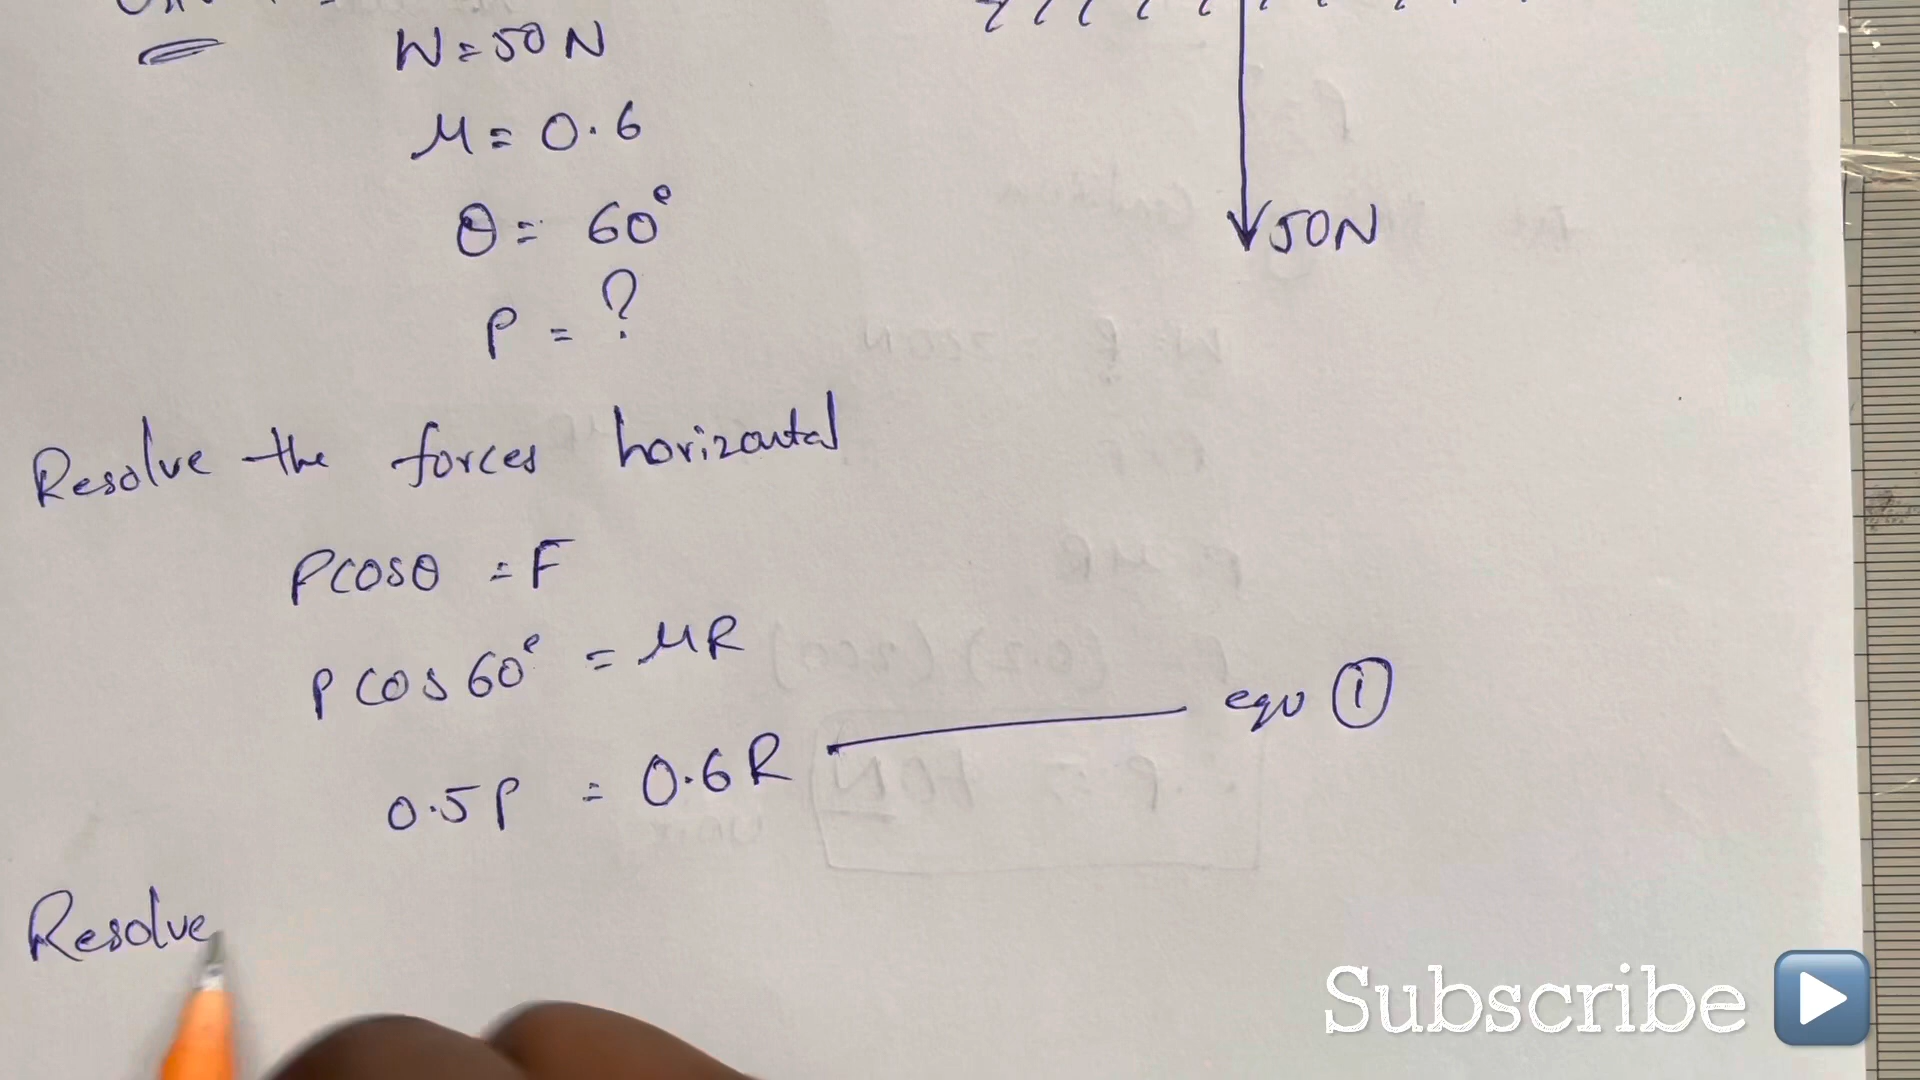 W = 50 N
μ = 0.6
θ = 60°
50N
P = ?
Resolve the forces horizontal
Pcosθ = F
P cos 60° = μR
equ ①
0.5P = 0.6R
Resolve
Subscribe